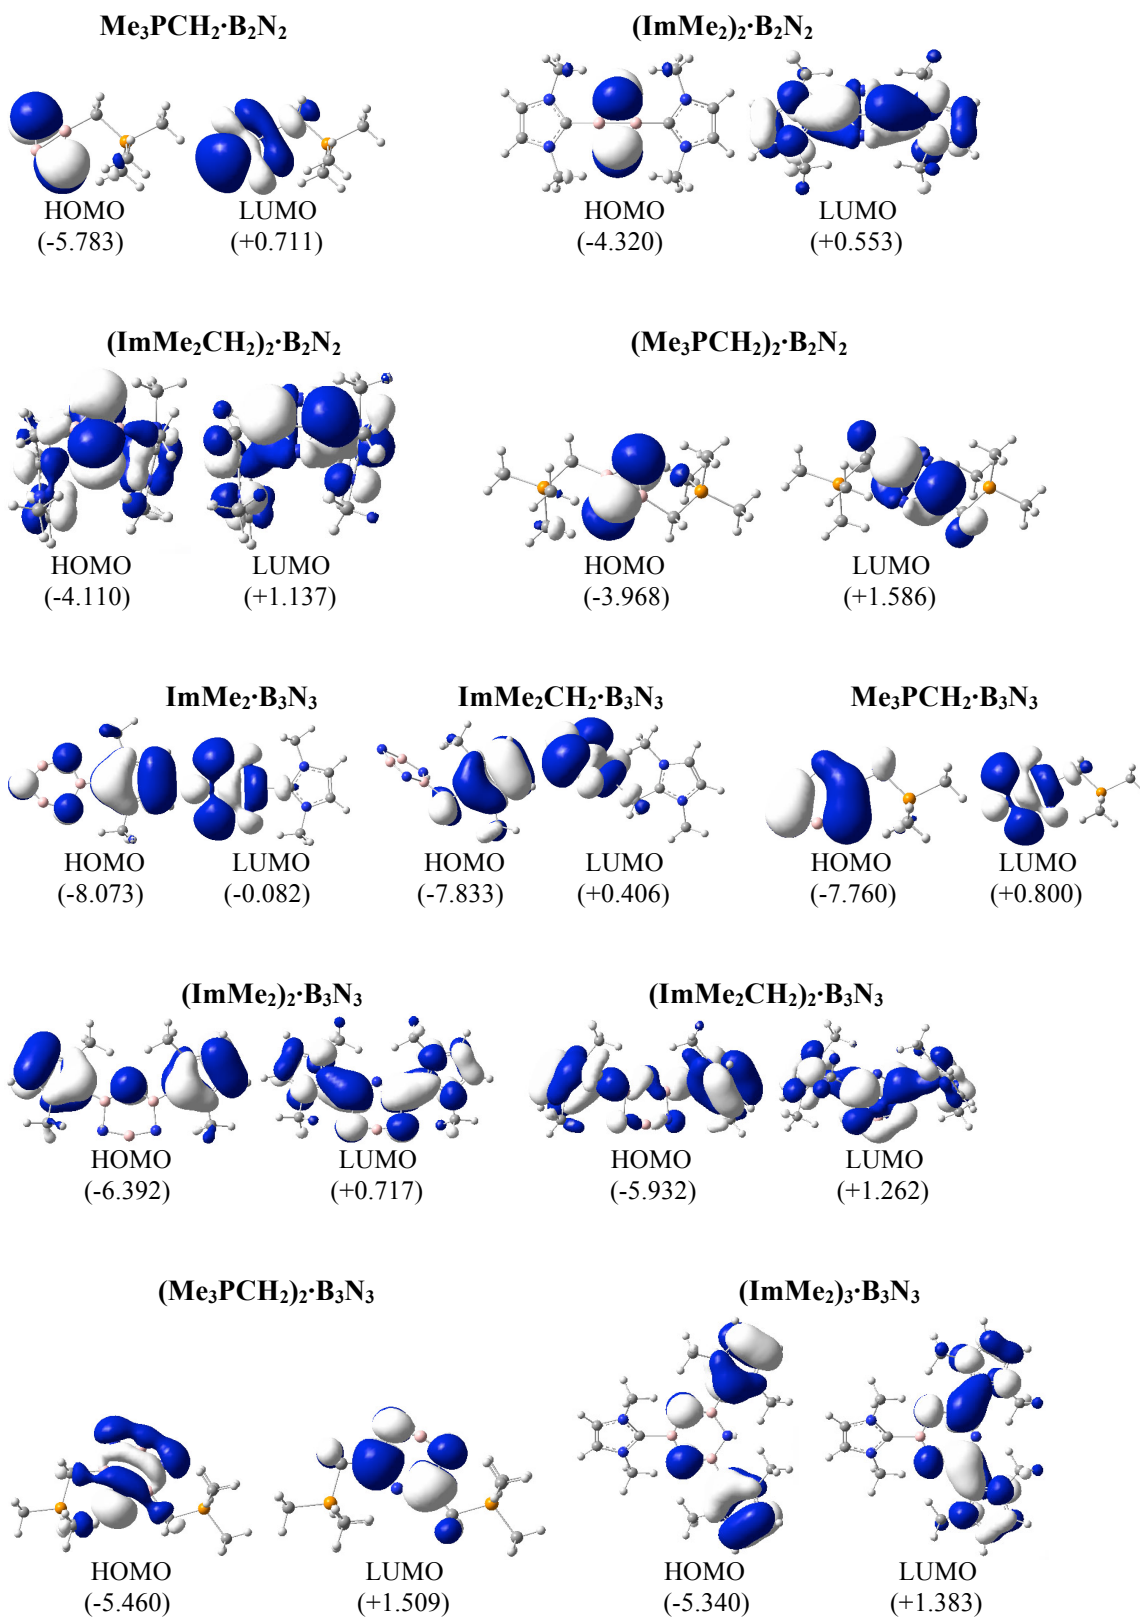 Me₃PCH₂·B₂N₂ (ImMe₂)₂·B₂N₂
HOMO LUMO HOMO LUMO
(-5.783) (+0.711) (-4.320) (+0.553)
(ImMe₂CH₂)₂·B₂N₂ (Me₃PCH₂)₂·B₂N₂
HOMO LUMO HOMO LUMO
(-4.110) (+1.137) (-3.968) (+1.586)
ImMe₂·B₃N₃ ImMe₂CH₂·B₃N₃ Me₃PCH₂·B₃N₃
HOMO LUMO HOMO LUMO HOMO LUMO
(-8.073) (-0.082) (-7.833) (+0.406) (-7.760) (+0.800)
(ImMe₂)₂·B₃N₃ (ImMe₂CH₂)₂·B₃N₃
HOMO LUMO HOMO LUMO
(-6.392) (+0.717) (-5.932) (+1.262)
(Me₃PCH₂)₂·B₃N₃ (ImMe₂)₃·B₃N₃
HOMO LUMO HOMO LUMO
(-5.460) (+1.509) (-5.340) (+1.383)